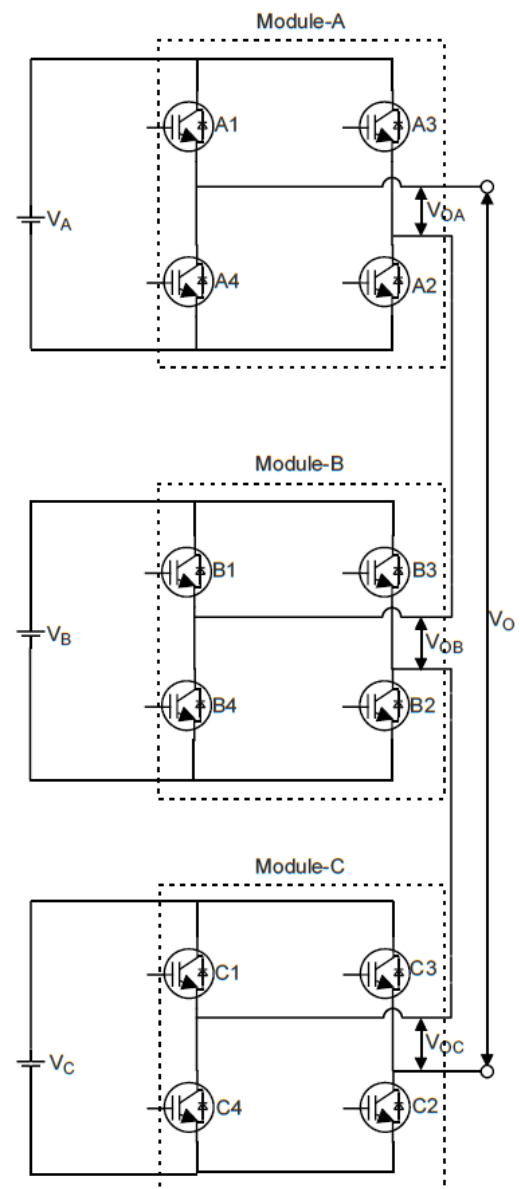 Module-A
A1
A3
VA
VOA
A4
A2
Module-B
B1
B3
VB
VOB
VO
B4
B2
Module-C
C1
C3
VC
VOC
C4
C2